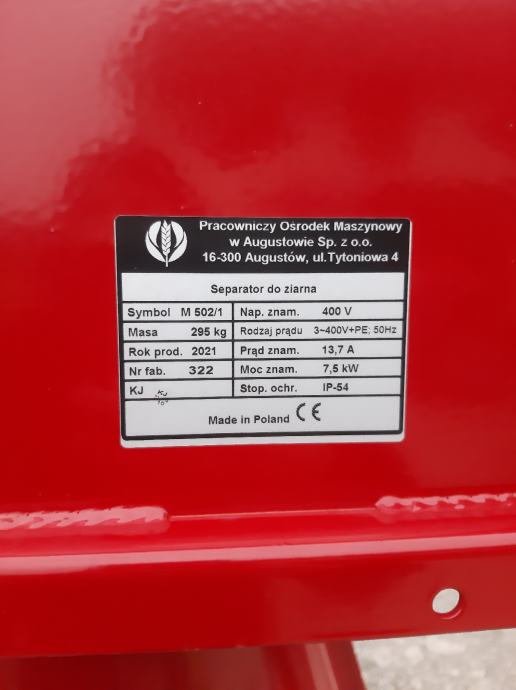 Pracowniczy Ośrodek Maszynowy
w Augustowie Sp. z o.o.
16-300 Augustów, ul.Tytoniowa 4
Separator do ziarna
Symbol M 502/1 Nap. znam. 400 V
Masa 295 kg Rodzaj prądu 3~400V+PE; 50Hz
Rok prod. 2021 Prąd znam. 13,7 A
Nr fab. 322 Moc znam. 7,5 kW
KJ Stop. ochr. IP-54
Made in Poland CE